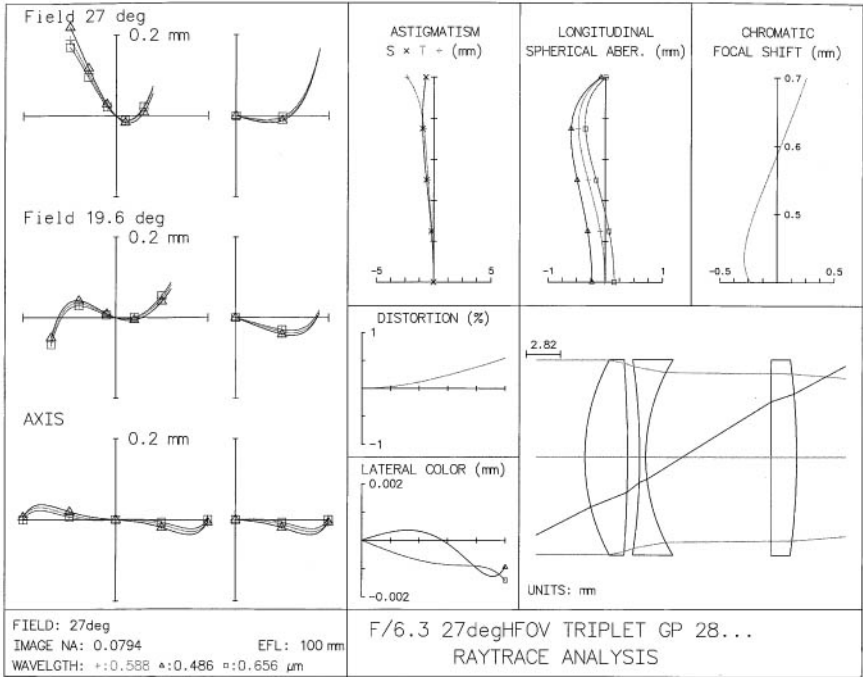 Field 27 deg
0.2 mm
Field 19.6 deg
0.2 mm
AXIS
0.2 mm
ASTIGMATISM
S × T + (mm)
-5
5
LONGITUDINAL
SPHERICAL ABER. (mm)
-1
1
CHROMATIC
FOCAL SHIFT (mm)
0.7
0.6
0.5
-0.5
0.5
DISTORTION (%)
1
-1
LATERAL COLOR (mm)
0.002
-0.002
2.82
UNITS: mm
FIELD: 27deg
IMAGE NA: 0.0794 EFL: 100 mm
WAVELGTH: +:0.588 △:0.486 □:0.656 μm
F/6.3 27degHFOV TRIPLET GP 28...
RAYTRACE ANALYSIS